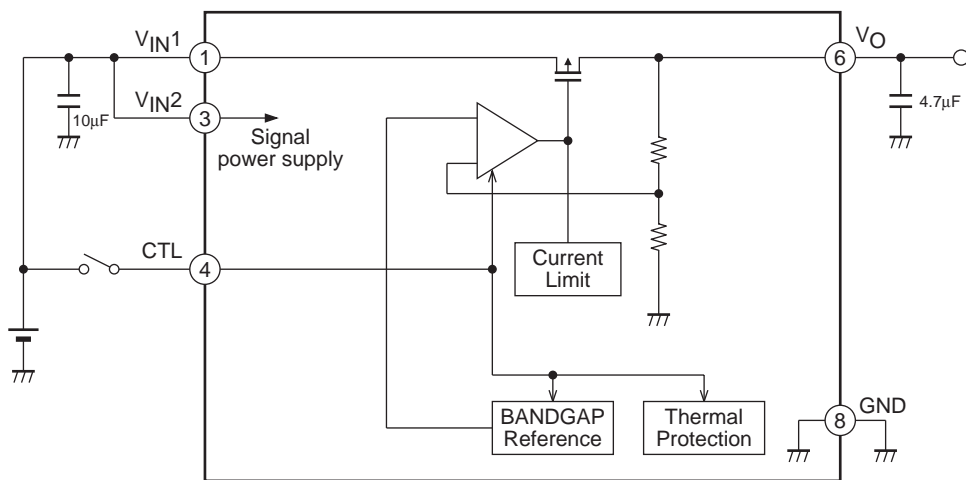 VIN1
1
6
VO
10μF
VIN2
3
Signal
power supply
4.7μF
CTL
4
Current
Limit
BANDGAP
Reference
Thermal
Protection
8
GND